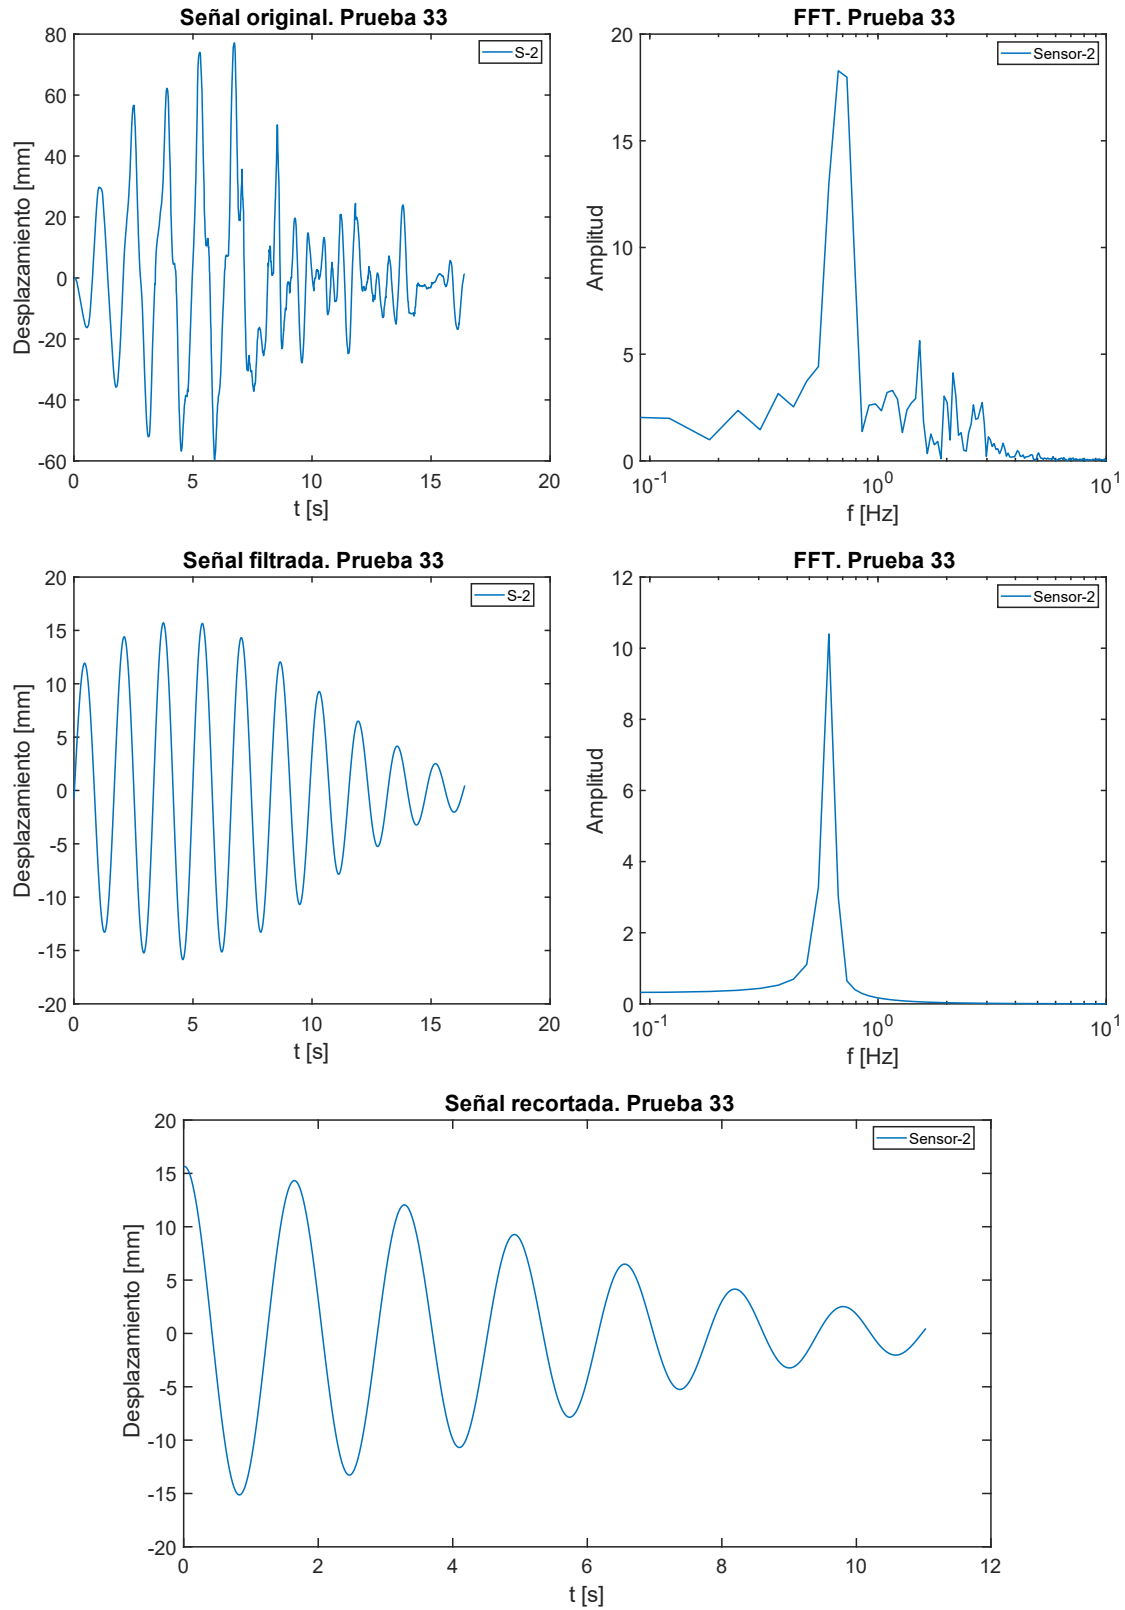 Señal original. Prueba 33
S-2
80
60
40
20
0
-20
-40
-60
0 5 10 15 20
Desplazamiento [mm]
t [s]
FFT. Prueba 33
Sensor-2
20
15
10
5
0
10^-1 10^0 10^1
Amplitud
f [Hz]
Señal filtrada. Prueba 33
S-2
20
15
10
5
0
-5
-10
-15
-20
0 5 10 15 20
Desplazamiento [mm]
t [s]
FFT. Prueba 33
Sensor-2
12
10
8
6
4
2
0
10^-1 10^0 10^1
Amplitud
f [Hz]
Señal recortada. Prueba 33
Sensor-2
20
15
10
5
0
-5
-10
-15
-20
0 2 4 6 8 10 12
Desplazamiento [mm]
t [s]